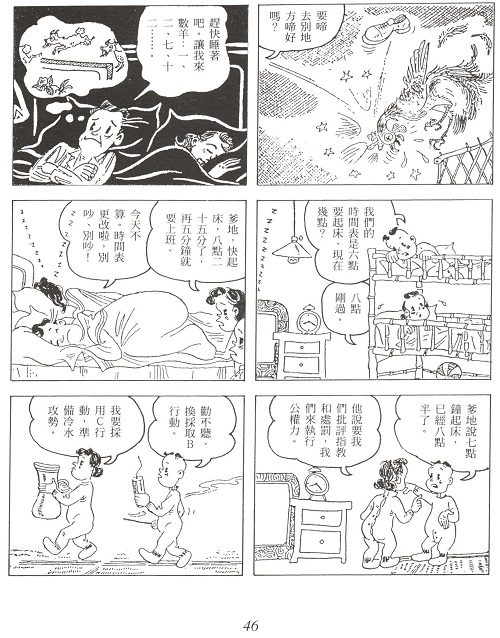 要啼
去別地
方啼好
嗎？
趕快睡著
吧，讓我來
數羊：一、
二、七、十
二……
我們的
時間表是六點
要起床，現在
幾點？
八點
剛過。
爹地，快起
床，八點二
十五分了，
再五分鐘就
要上班。
今天不
算。時間表
更改啦，別
吵、別吵！
爹地說七點
鐘起床，
已經八點
半了。
他說要我
們批評指教
和處罰，我
們來執行
公權力。
勸不聽，
換採取B
行動。
我要採
用C行
動，準
備冷水
攻勢。
46